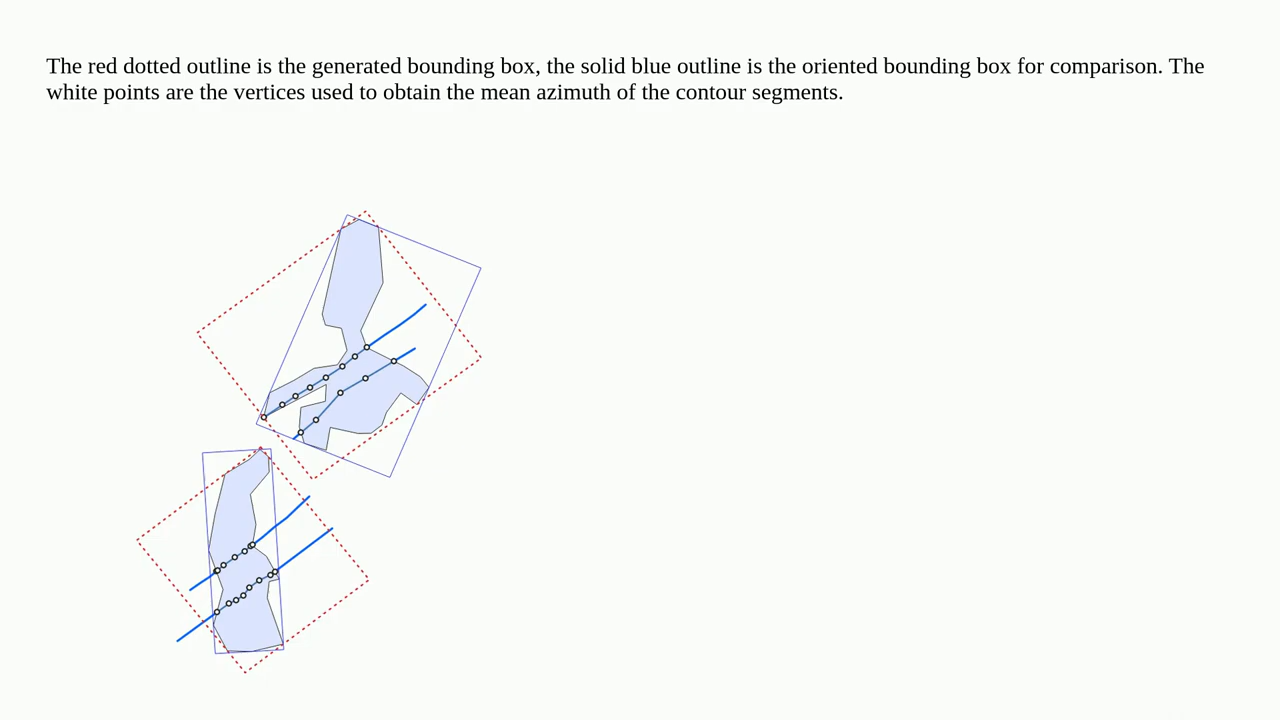 The red dotted outline is the generated bounding box, the solid blue outline is the oriented bounding box for comparison. The
white points are the vertices used to obtain the mean azimuth of the contour segments.